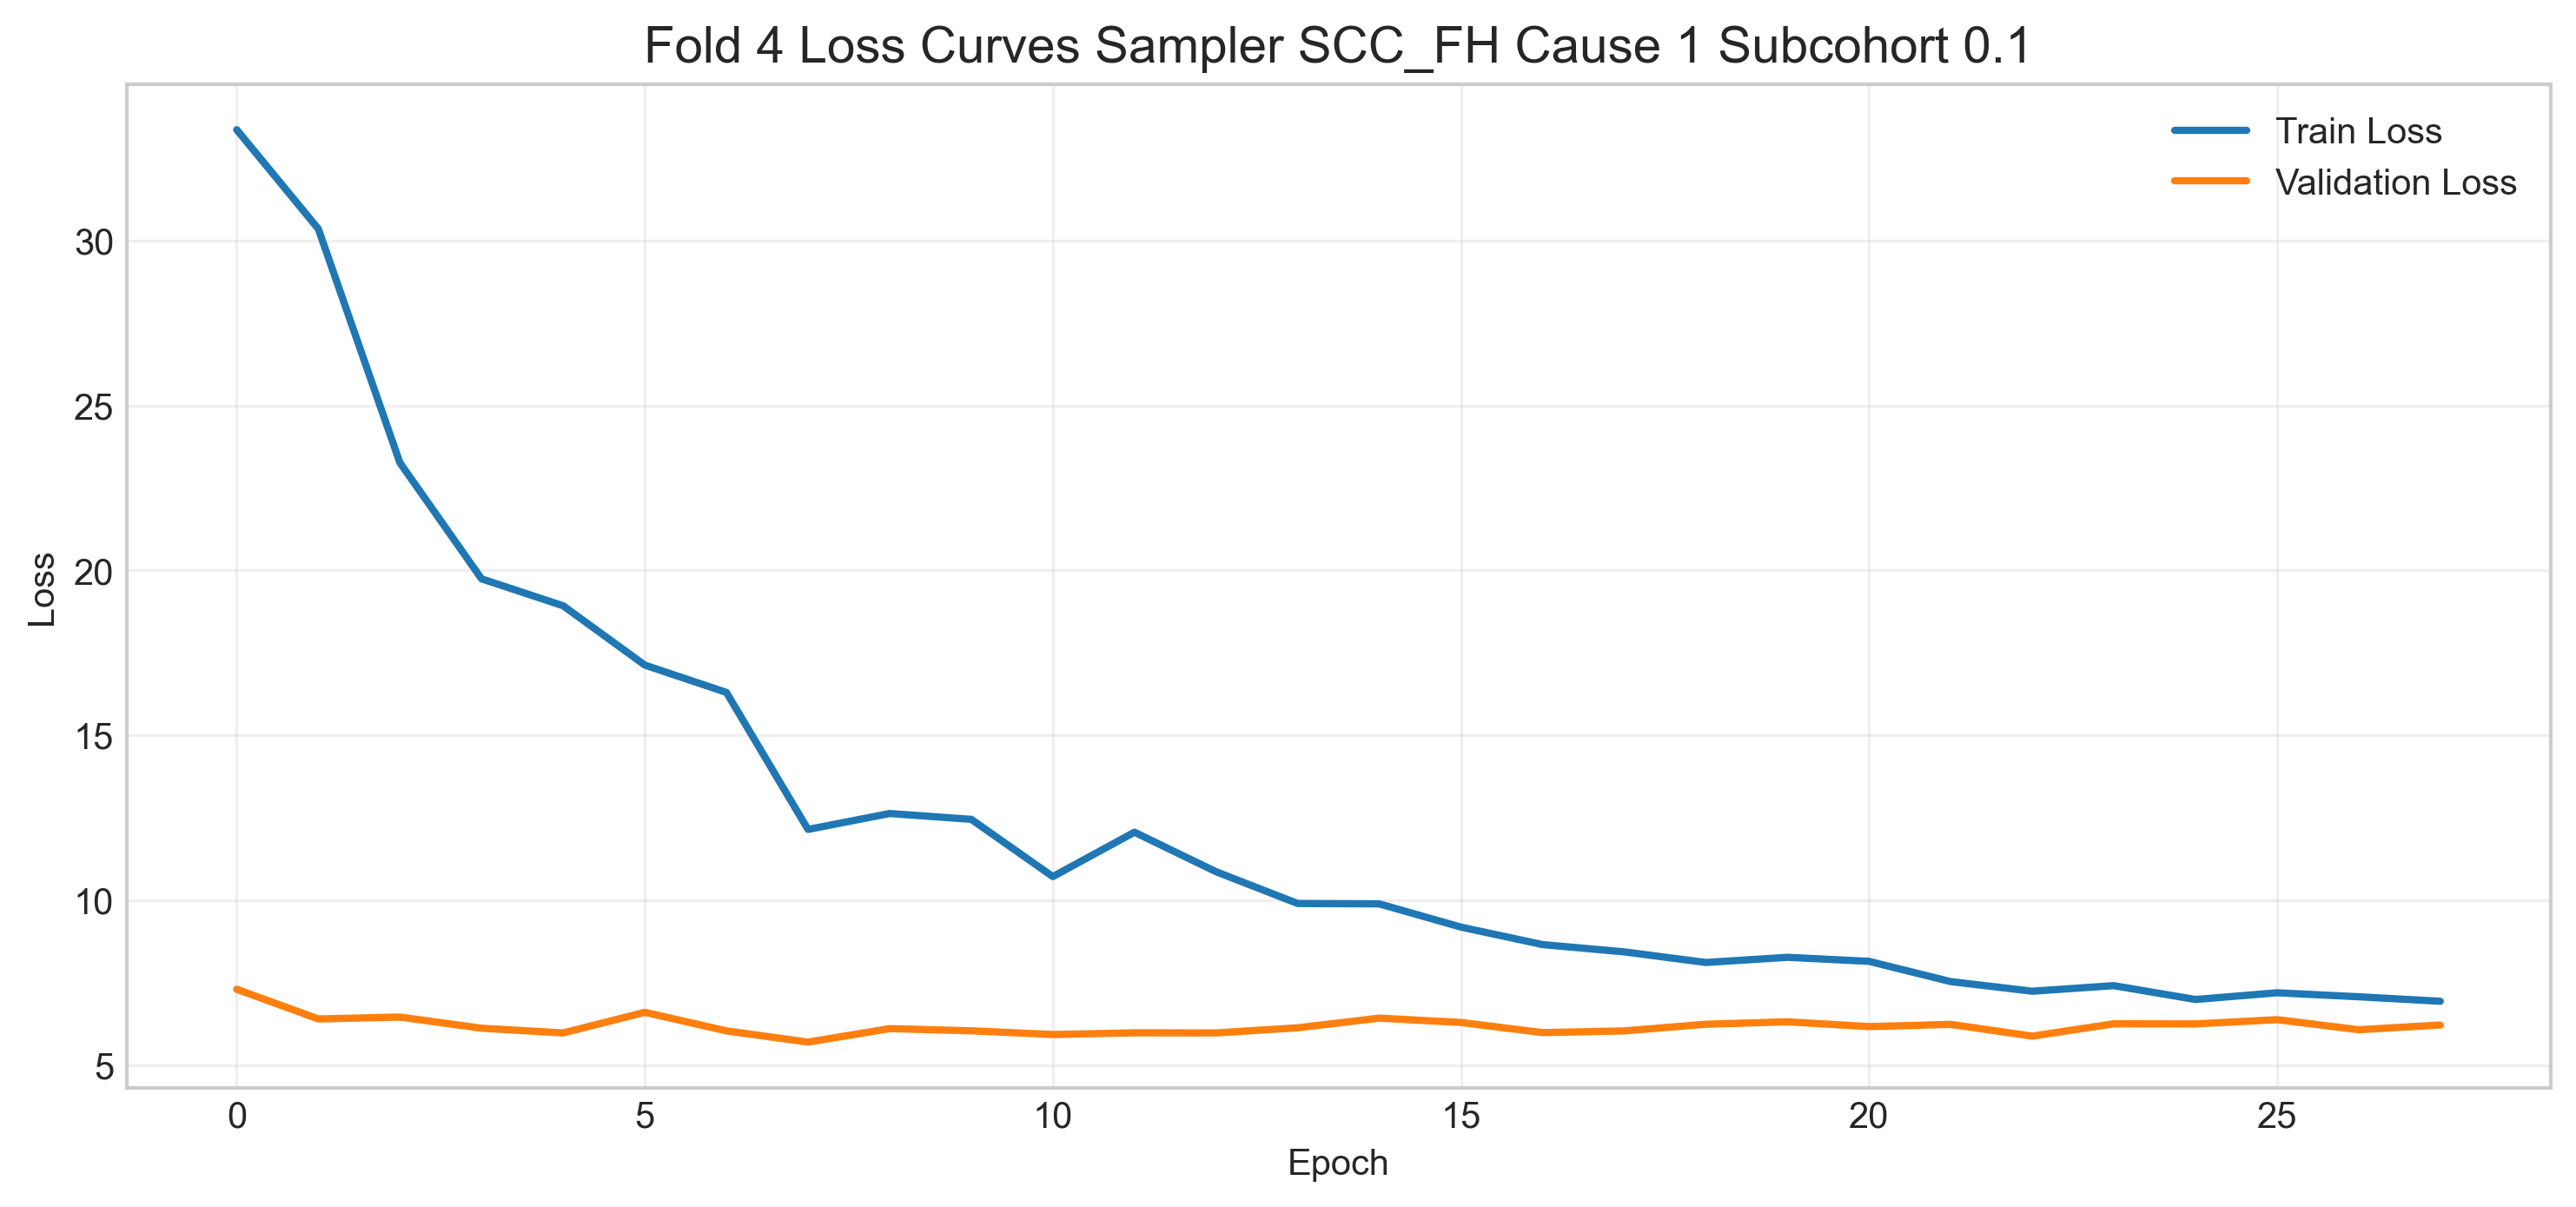 Fold 4 Loss Curves Sampler SCC_FH Cause 1 Subcohort 0.1
Train Loss
Validation Loss
30
25
20
15
10
5
Loss
0 5 10 15 20 25
Epoch